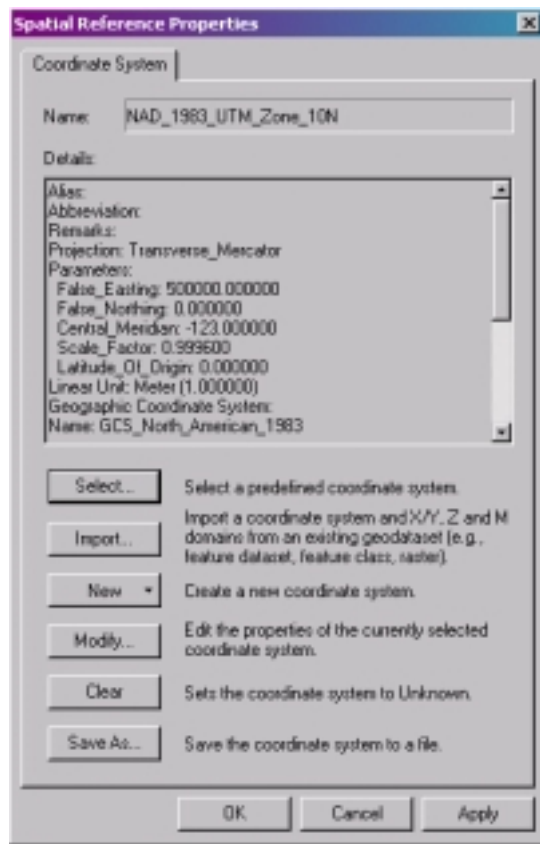 Spatial Reference Properties
Coordinate System
Name: NAD_1983_UTM_Zone_10N
Details:
Alias:
Abbreviation:
Remarks:
Projection: Transverse_Mercator
Parameters:
False_Easting: 500000.000000
False_Northing: 0.000000
Central_Meridian: -123.000000
Scale_Factor: 0.999600
Latitude_Of_Origin: 0.000000
Linear Unit: Meter (1.000000)
Geographic Coordinate System:
Name: GCS_North_American_1983
Select... Select a predefined coordinate system.
Import... Import a coordinate system and X/Y, Z and M
domains from an existing geodataset (e.g.,
feature dataset, feature class, raster).
New Create a new coordinate system.
Modify... Edit the properties of the currently selected
coordinate system.
Clear Sets the coordinate system to Unknown.
Save As... Save the coordinate system to a file.
OK Cancel Apply